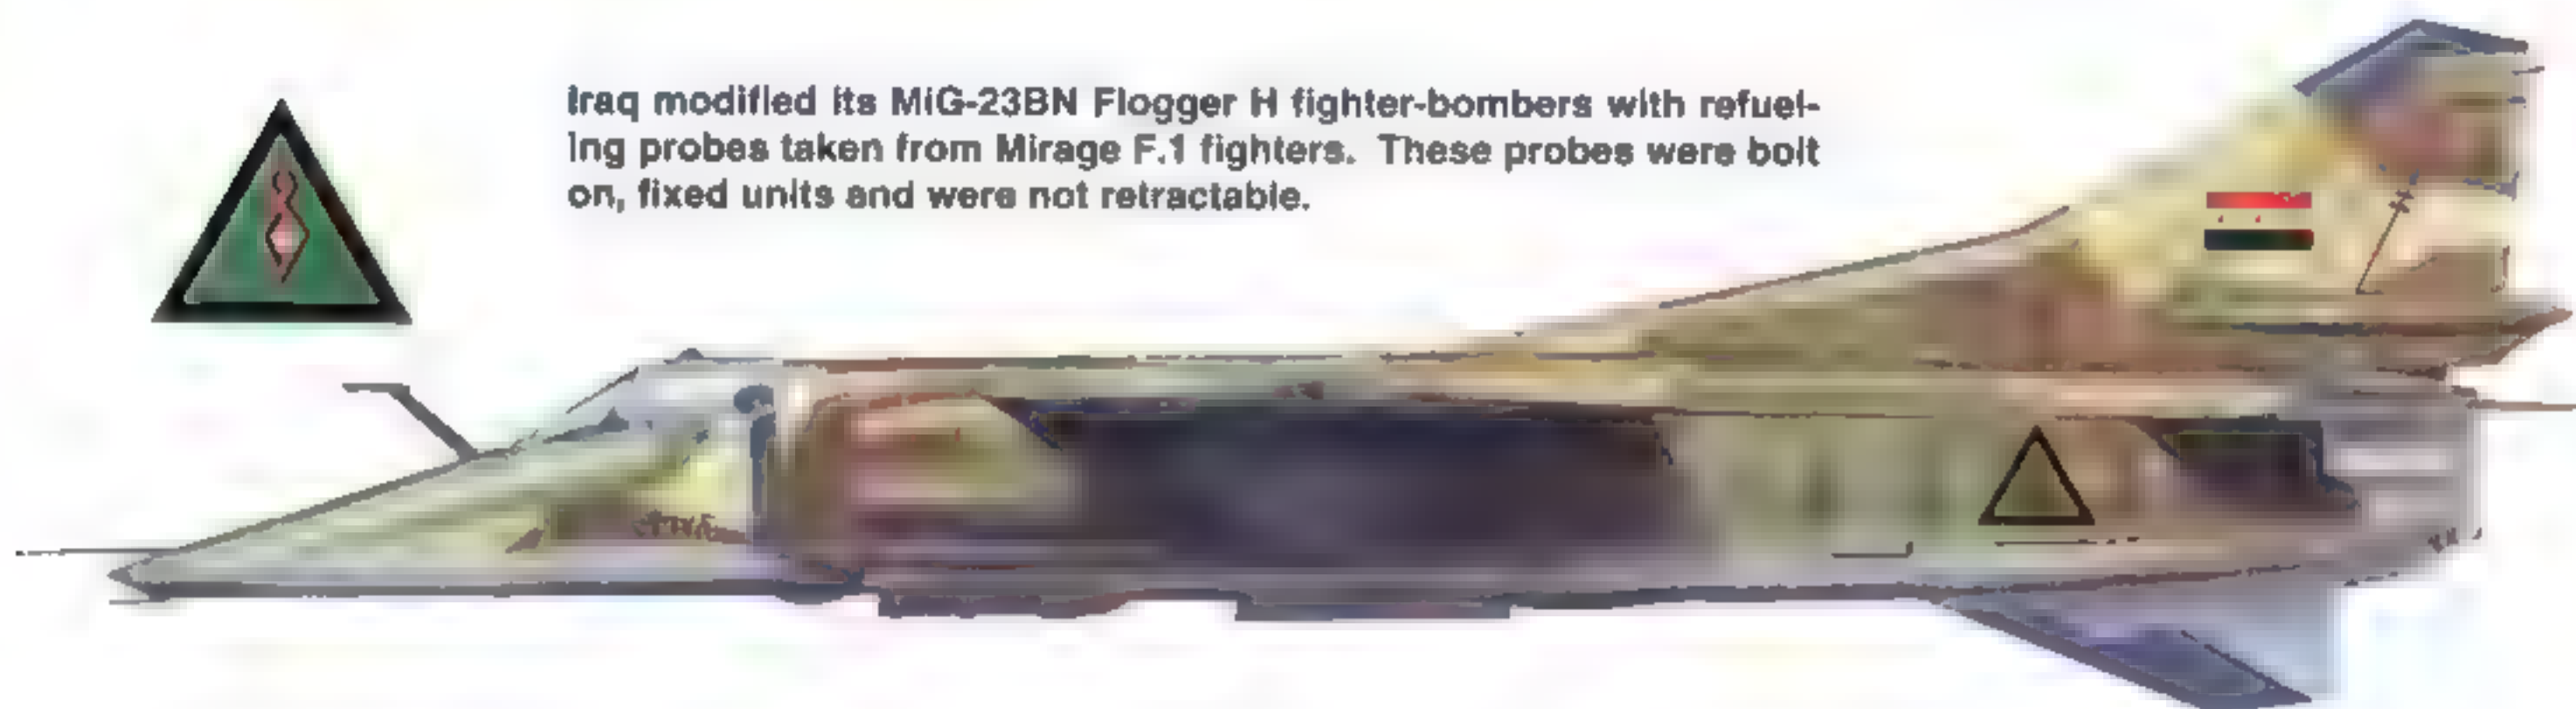 Iraq modified its MiG-23BN Flogger H fighter-bombers with refuel-
ing probes taken from Mirage F.1 fighters. These probes were bolt
on, fixed units and were not retractable.